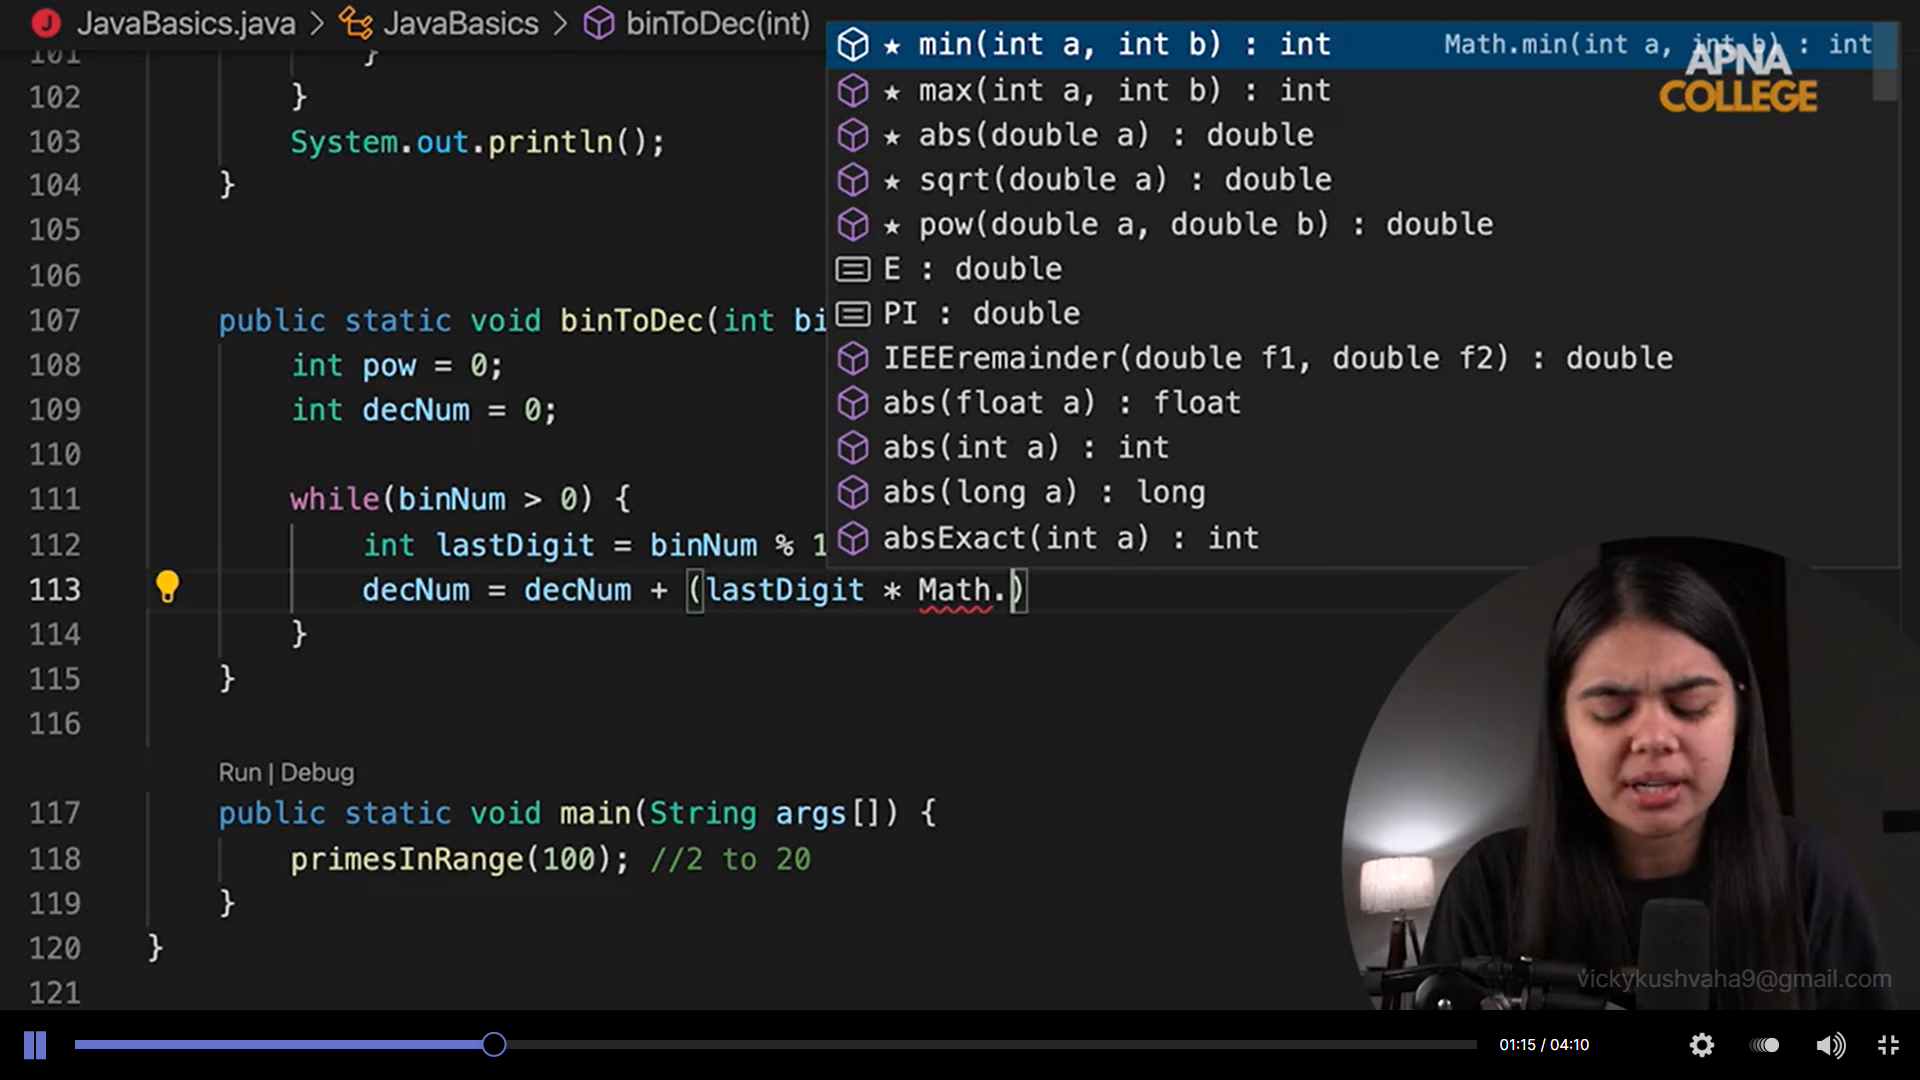 JavaBasics.java > JavaBasics > binToDec(int)
APNA
COLLEGE
★ min(int a, int b) : int Math.min(int a, int b) : int
★ max(int a, int b) : int
★ abs(double a) : double
★ sqrt(double a) : double
★ pow(double a, double b) : double
E : double
PI : double
IEEEremainder(double f1, double f2) : double
abs(float a) : float
abs(int a) : int
abs(long a) : long
absExact(int a) : int
101 }
102 }
103 System.out.println();
104 }
105
106
107 public static void binToDec(int bi
108 int pow = 0;
109 int decNum = 0;
110
111 while(binNum > 0) {
112 int lastDigit = binNum % 1
113 decNum = decNum + (lastDigit * Math.)
114 }
115 }
116
Run | Debug
117 public static void main(String args[]) {
118 primesInRange(100); //2 to 20
119 }
120 }
121
vickykushvaha9@gmail.com
01:15 / 04:10